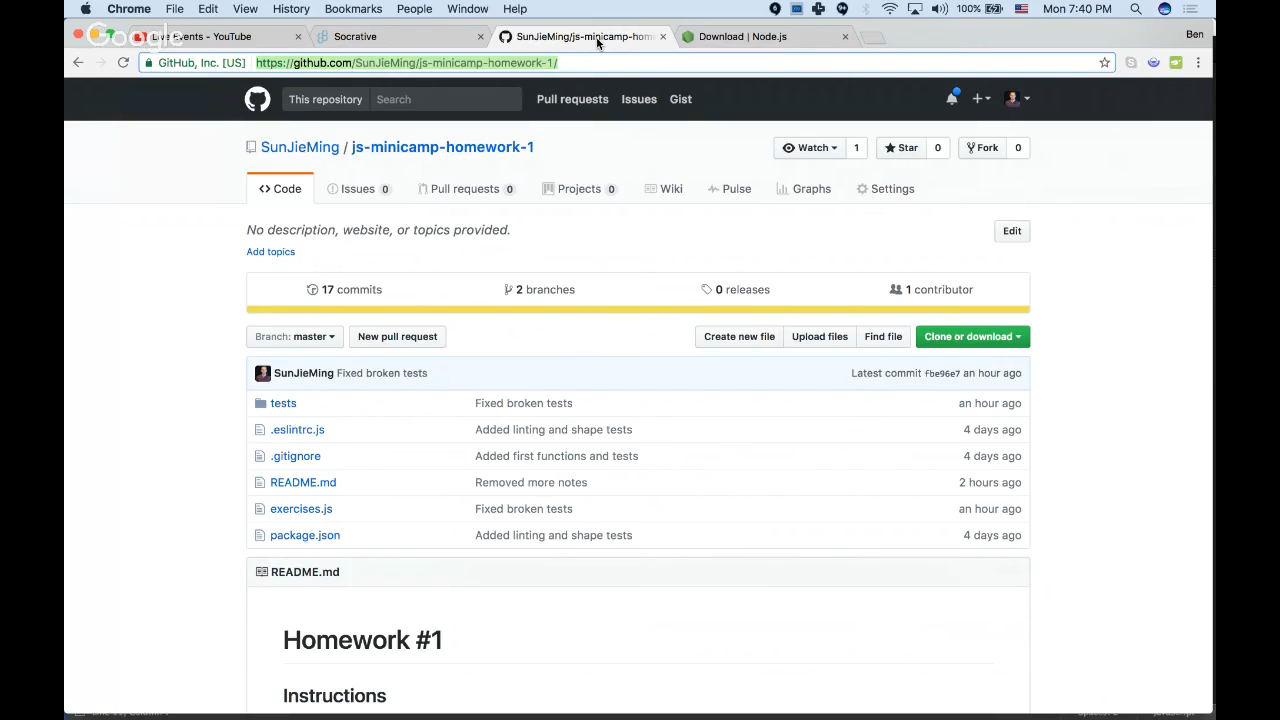 Chrome File Edit View History Bookmarks People Window Help 100% Mon 7:40 PM
Google
Live Events - YouTube Socrative SunJieMing/js-minicamp-hom Download | Node.js Ben
GitHub, Inc. [US] https://github.com/SunJieMing/js-minicamp-homework-1/
This repository Search Pull requests Issues Gist
SunJieMing / js-minicamp-homework-1 Watch 1 Star 0 Fork 0
Code Issues 0 Pull requests 0 Projects 0 Wiki Pulse Graphs Settings
No description, website, or topics provided. Edit
Add topics
17 commits 2 branches 0 releases 1 contributor
Branch: master New pull request Create new file Upload files Find file Clone or download
SunJieMing Fixed broken tests Latest commit fbe96e7 an hour ago
tests Fixed broken tests an hour ago
.eslintrc.js Added linting and shape tests 4 days ago
.gitignore Added first functions and tests 4 days ago
README.md Removed more notes 2 hours ago
exercises.js Fixed broken tests an hour ago
package.json Added linting and shape tests 4 days ago
README.md
Homework #1
Instructions